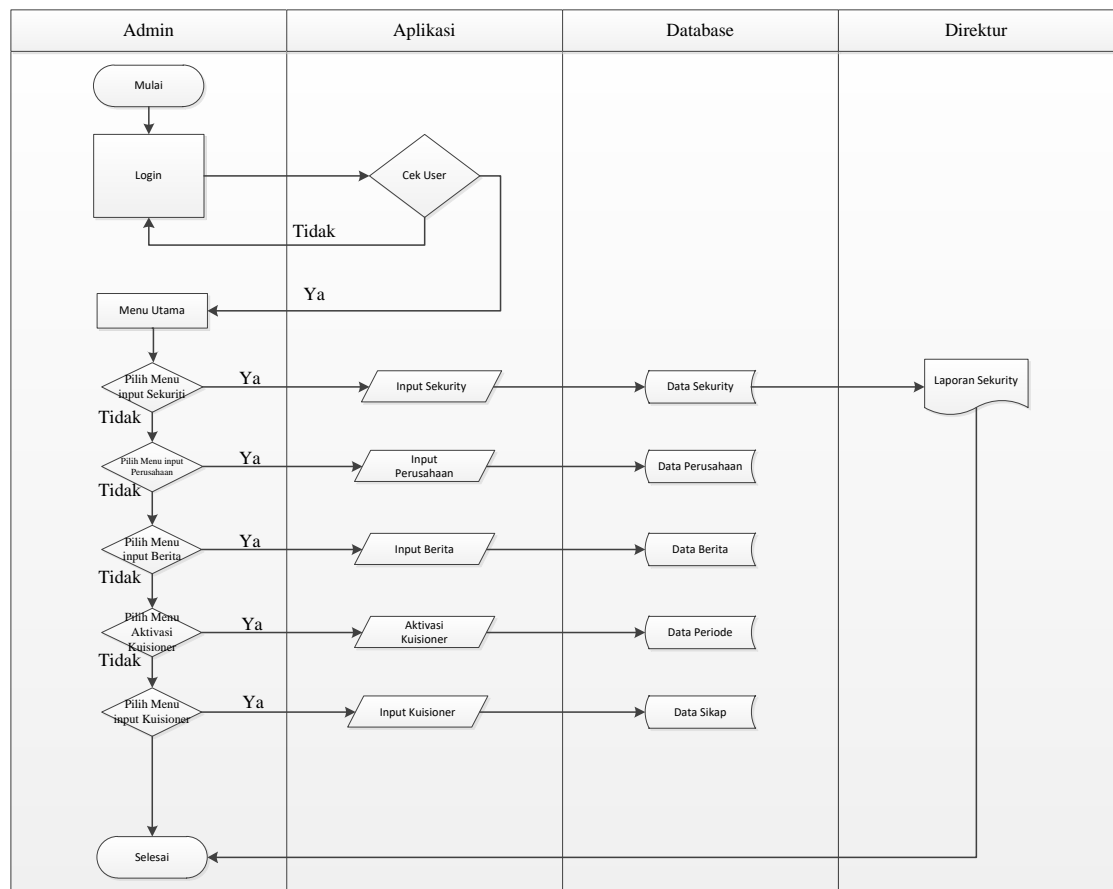 Admin
Aplikasi
Database
Direktur
Mulai
Login
Cek User
Tidak
Ya
Menu Utama
Pilih Menu
input Sekuriti
Ya
Input Sekurity
Data Sekurity
Laporan Sekurity
Tidak
Pilih Menu input
Perusahaan
Ya
Input
Perusahaan
Data Perusahaan
Tidak
Pilih Menu
input Berita
Ya
Input Berita
Data Berita
Tidak
Pilih Menu
Aktivasi
Kuisioner
Ya
Aktivasi
Kuisioner
Data Periode
Tidak
Pilih Menu
input Kuisioner
Ya
Input Kuisioner
Data Sikap
Selesai